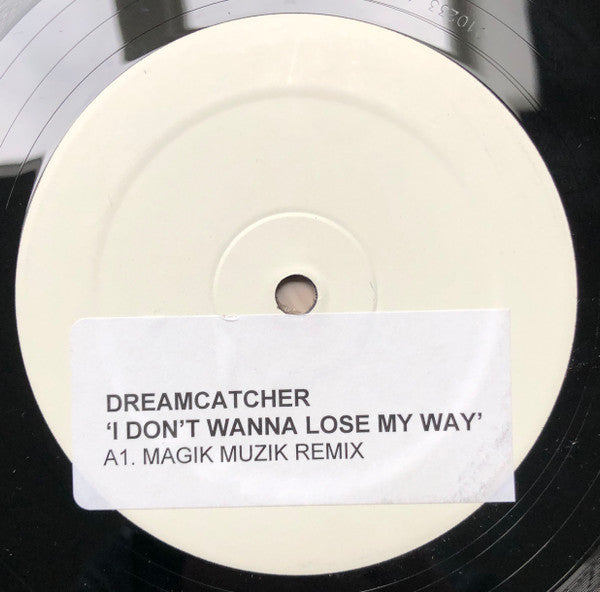 DREAMCATCHER
‘I DON’T WANNA LOSE MY WAY’
A1. MAGIK MUZIK REMIX